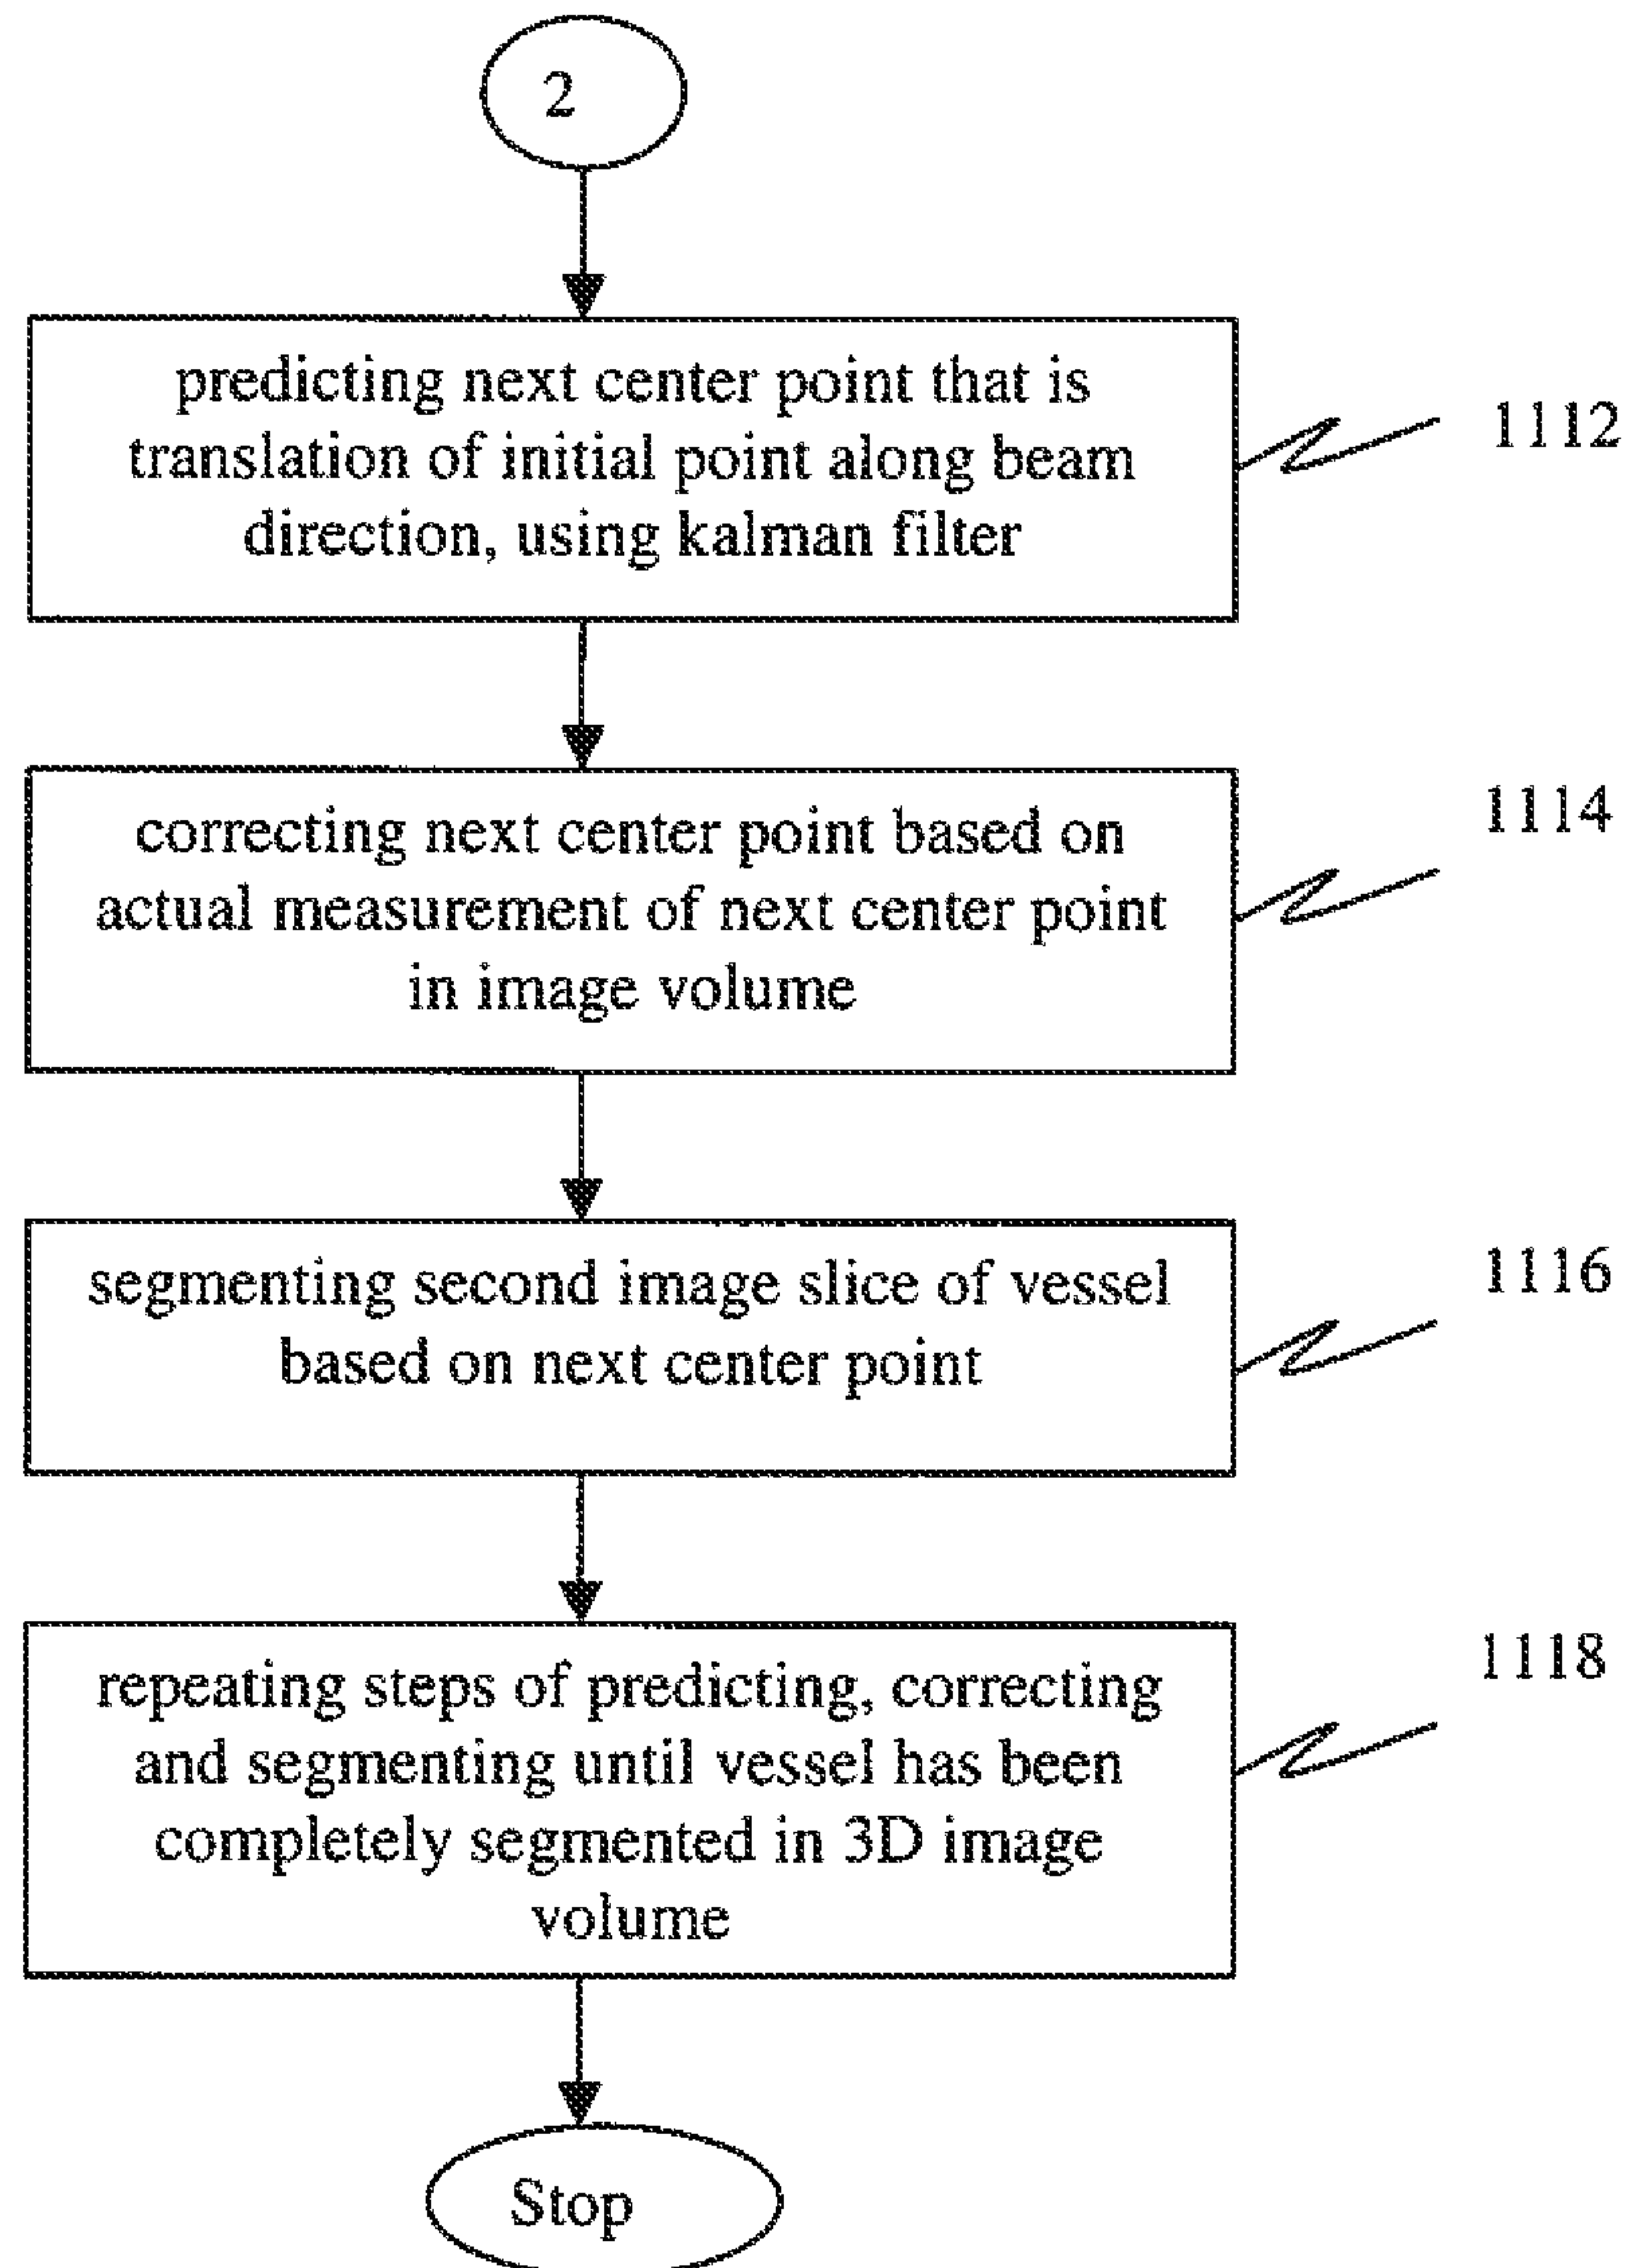 2
predicting next center point that is
translation of initial point along beam
direction, using kalman filter
1112
correcting next center point based on
actual measurement of next center point
in image volume
1114
segmenting second image slice of vessel
based on next center point
1116
repeating steps of predicting, correcting
and segmenting until vessel has been
completely segmented in 3D image
volume
1118
Stop